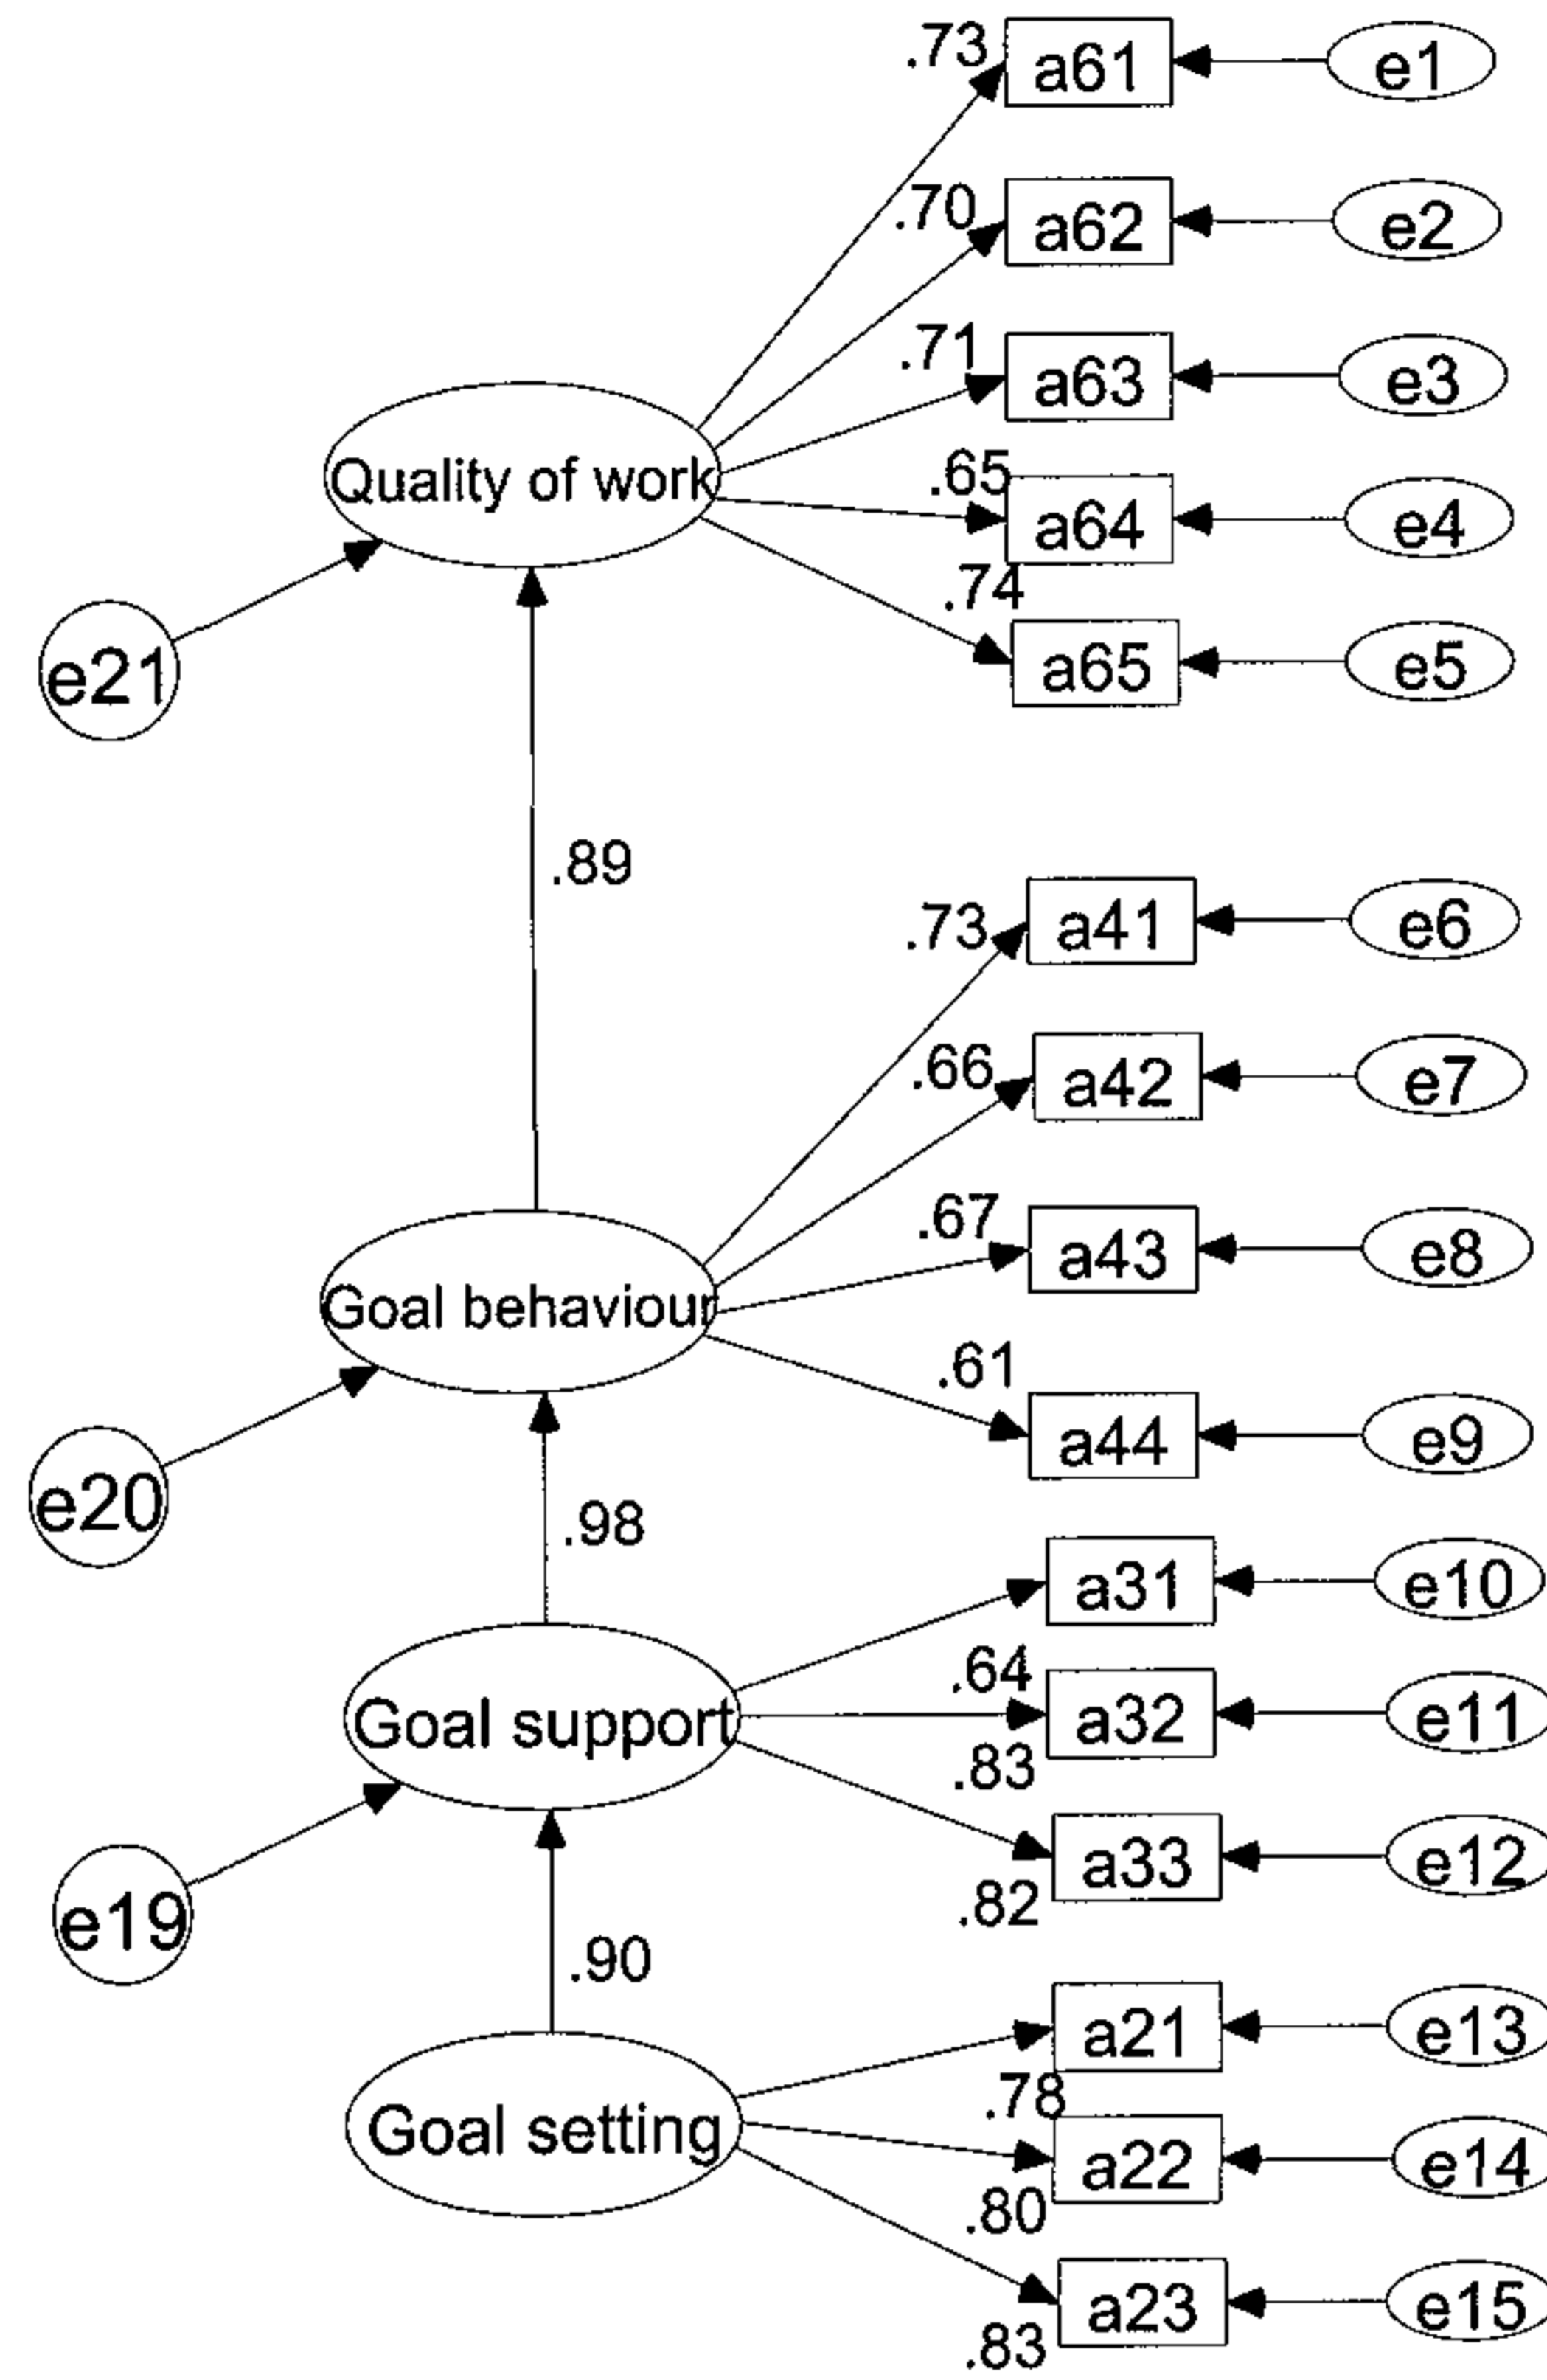 .73
a61
e1
.70
a62
e2
.71
a63
e3
Quality of work
.65
a64
e4
.74
a65
e5
e21
.89
.73
a41
e6
.66
a42
e7
.67
a43
e8
Goal behaviour
.61
a44
e9
e20
.98
a31
e10
.64
a32
e11
Goal support
.83
a33
e12
.82
e19
.90
a21
e13
.78
a22
e14
Goal setting
.80
a23
e15
.83